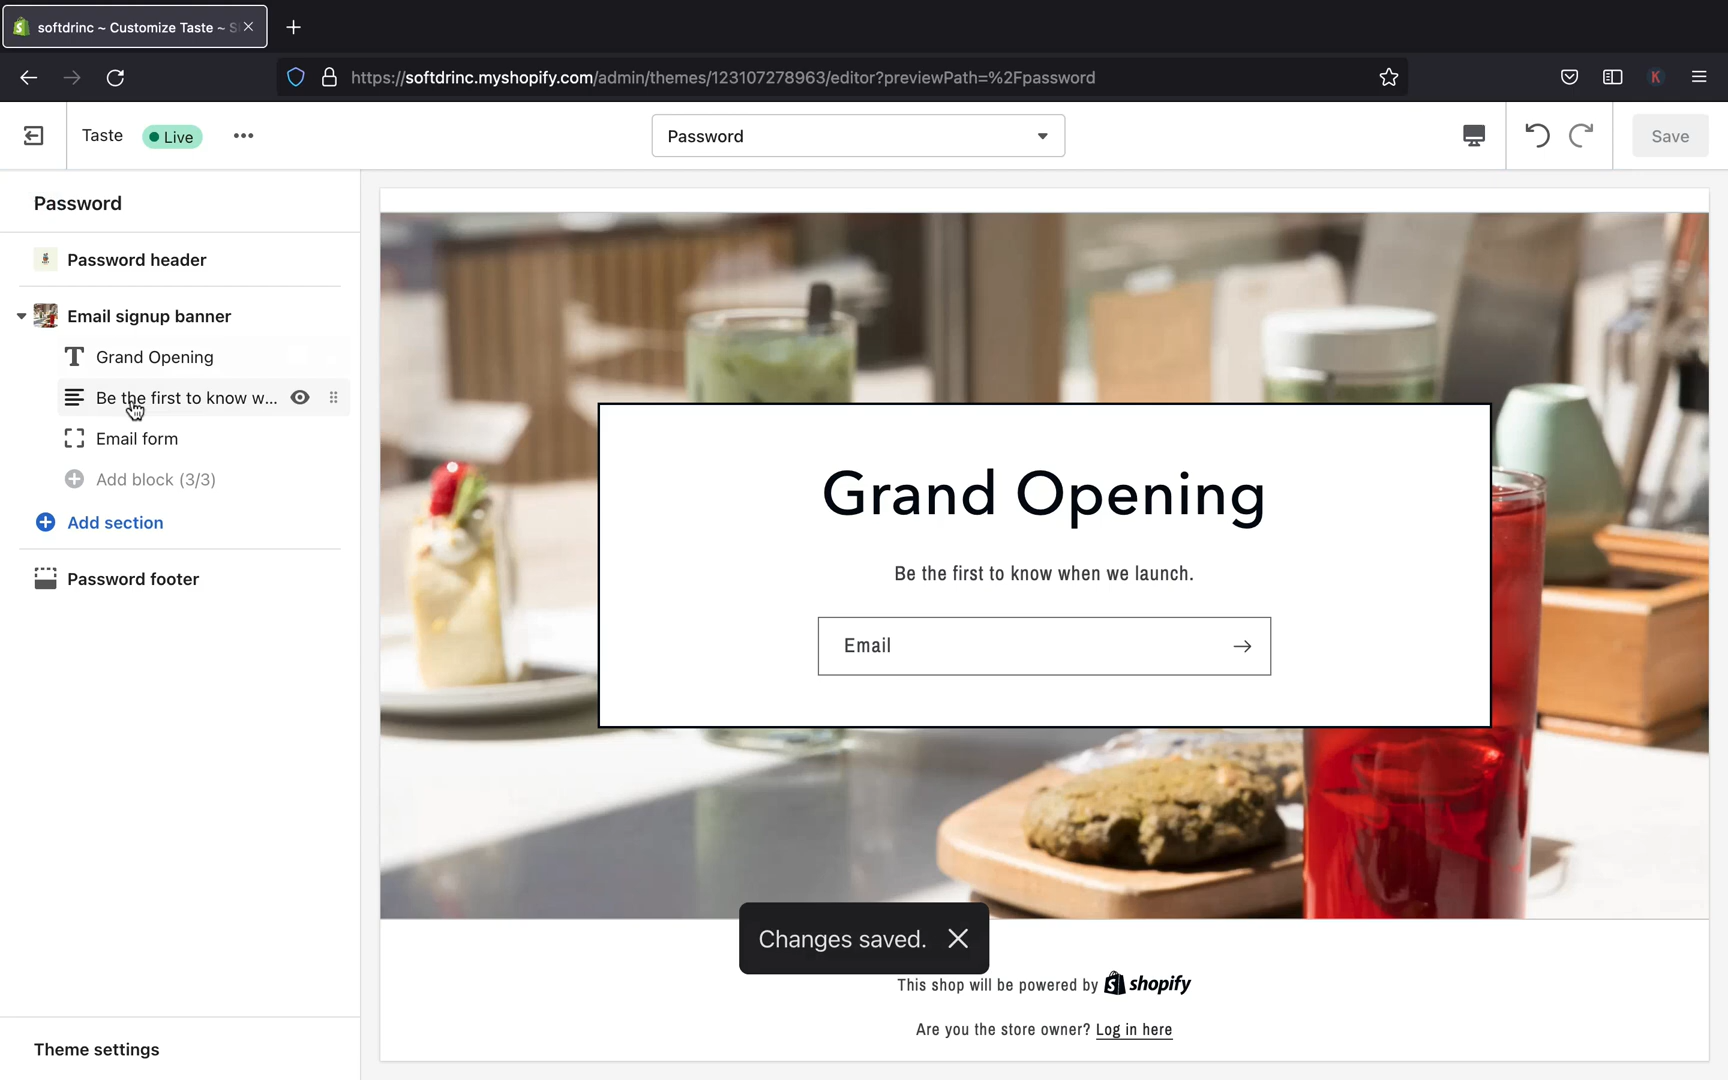 softdrinc ~ Customize Taste ~ S
https://softdrinc.myshopify.com/admin/themes/123107278963/editor?previewPath=%2Fpassword
K
Taste
Live
Password
Save
Password
Password header
Email signup banner
Grand Opening
Be the first to know w...
Email form
Add block (3/3)
Add section
Password footer
Theme settings
Grand Opening
Be the first to know when we launch.
Email
Changes saved.
This shop will be powered by shopify
Are you the store owner? Log in here